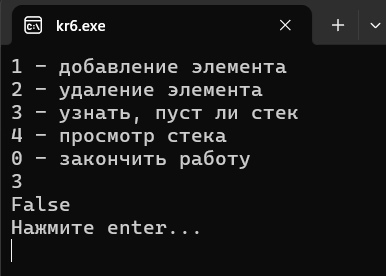 kr6.exe
1 - добавление элемента
2 - удаление элемента
3 - узнать, пуст ли стек
4 - просмотр стека
0 - закончить работу
3
False
Нажмите enter...